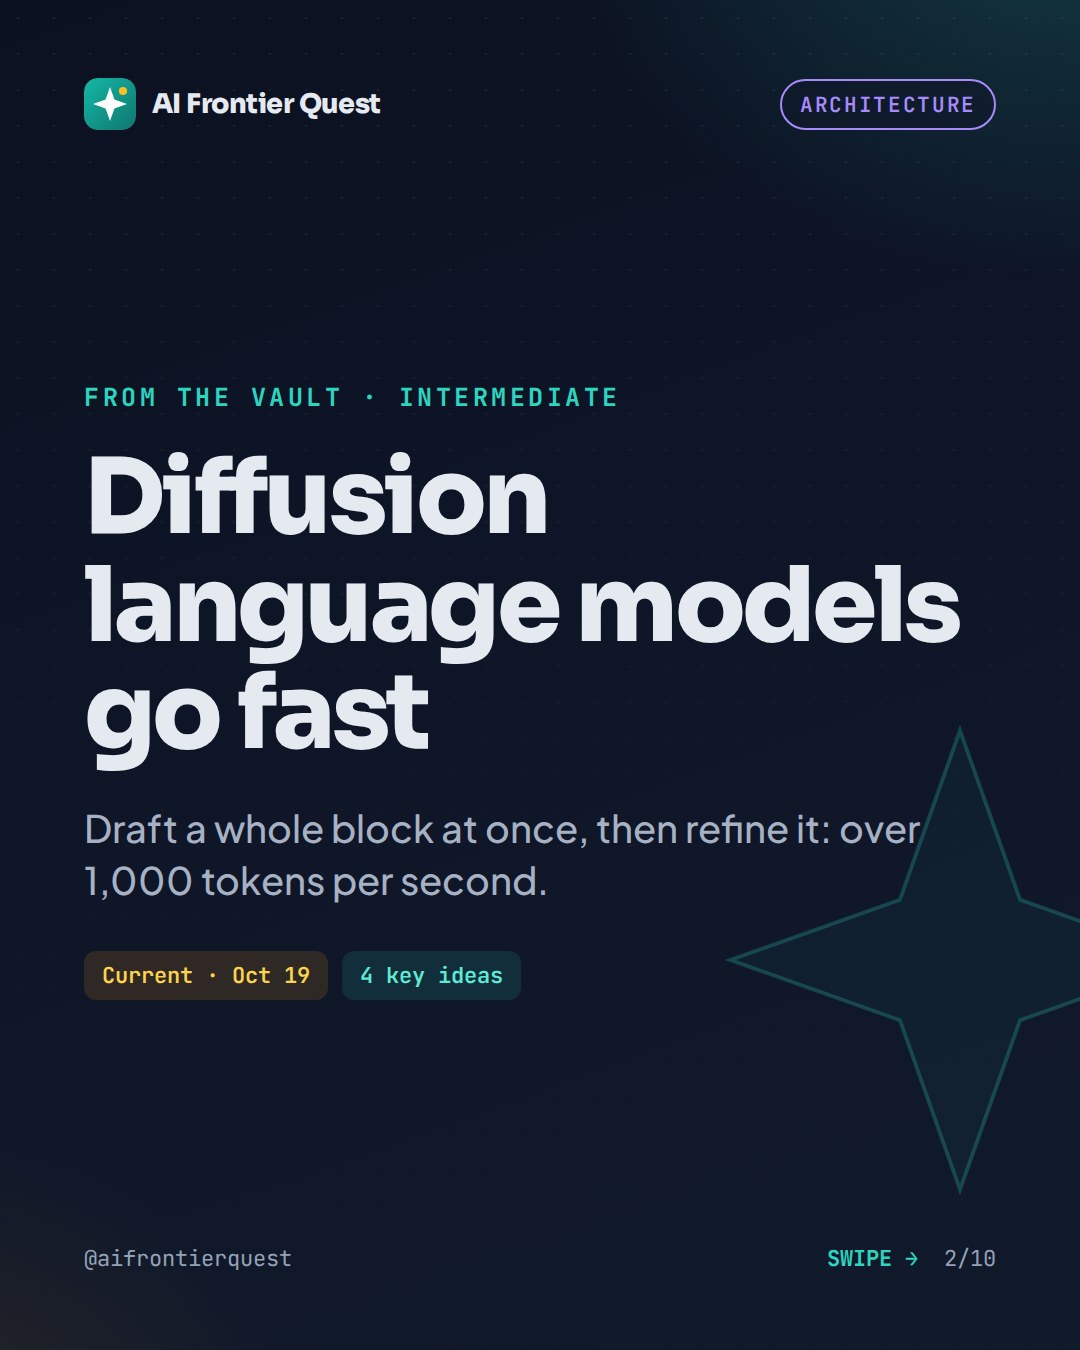 AI Frontier Quest
ARCHITECTURE
FROM THE VAULT · INTERMEDIATE
Diffusion
language models
go fast
Draft a whole block at once, then refine it: over
1,000 tokens per second.
Current · Oct 19
4 key ideas
@aifrontierquest
SWIPE → 2/10